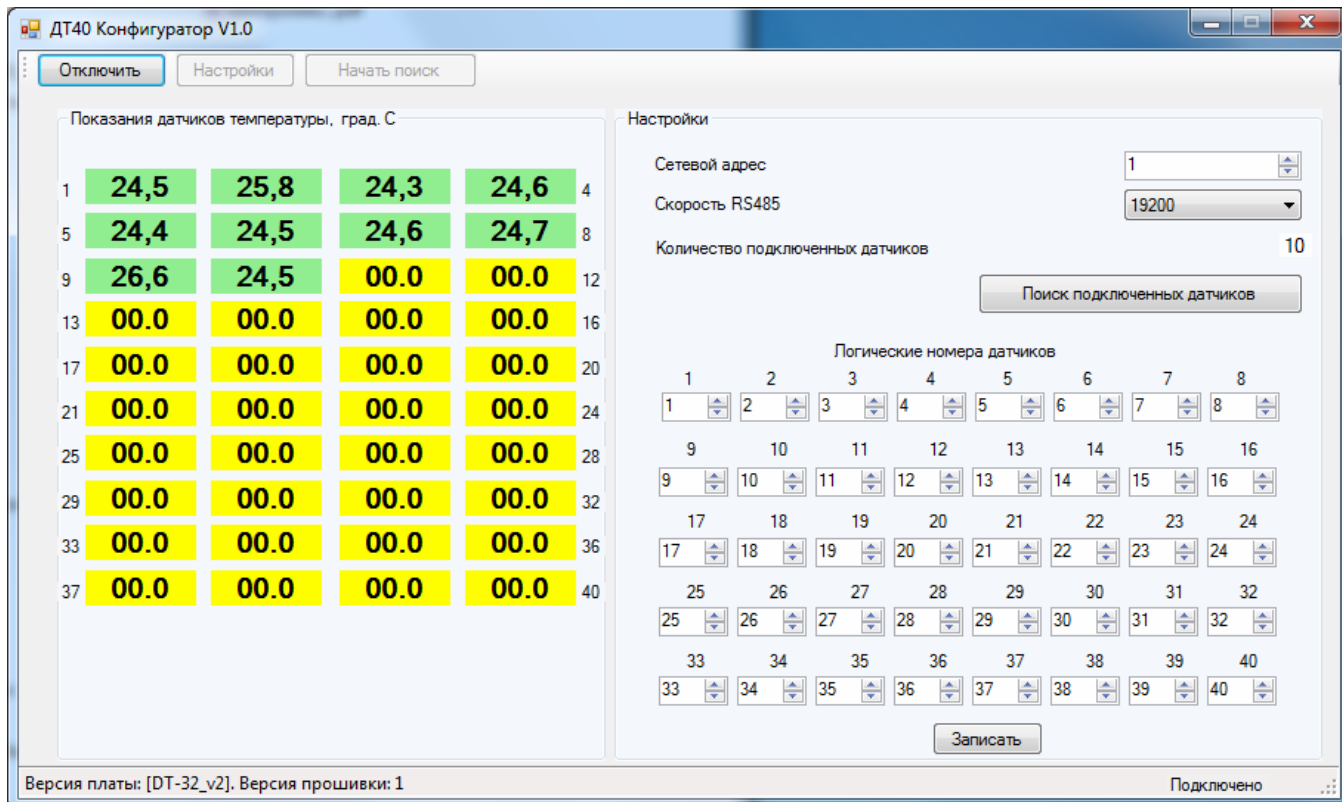 ДТ40 Конфигуратор V1.0
Отключить Настройки Начать поиск
Показания датчиков температуры, град. С
1 24,5 25,8 24,3 24,6 4
5 24,4 24,5 24,6 24,7 8
9 26,6 24,5 00.0 00.0 12
13 00.0 00.0 00.0 00.0 16
17 00.0 00.0 00.0 00.0 20
21 00.0 00.0 00.0 00.0 24
25 00.0 00.0 00.0 00.0 28
29 00.0 00.0 00.0 00.0 32
33 00.0 00.0 00.0 00.0 36
37 00.0 00.0 00.0 00.0 40
Настройки
Сетевой адрес 1
Скорость RS485 19200
Количество подключенных датчиков 10
Поиск подключенных датчиков
Логические номера датчиков
1 2 3 4 5 6 7 8
1 2 3 4 5 6 7 8
9 10 11 12 13 14 15 16
9 10 11 12 13 14 15 16
17 18 19 20 21 22 23 24
17 18 19 20 21 22 23 24
25 26 27 28 29 30 31 32
25 26 27 28 29 30 31 32
33 34 35 36 37 38 39 40
33 34 35 36 37 38 39 40
Записать
Версия платы: [DT-32_v2]. Версия прошивки: 1 Подключено